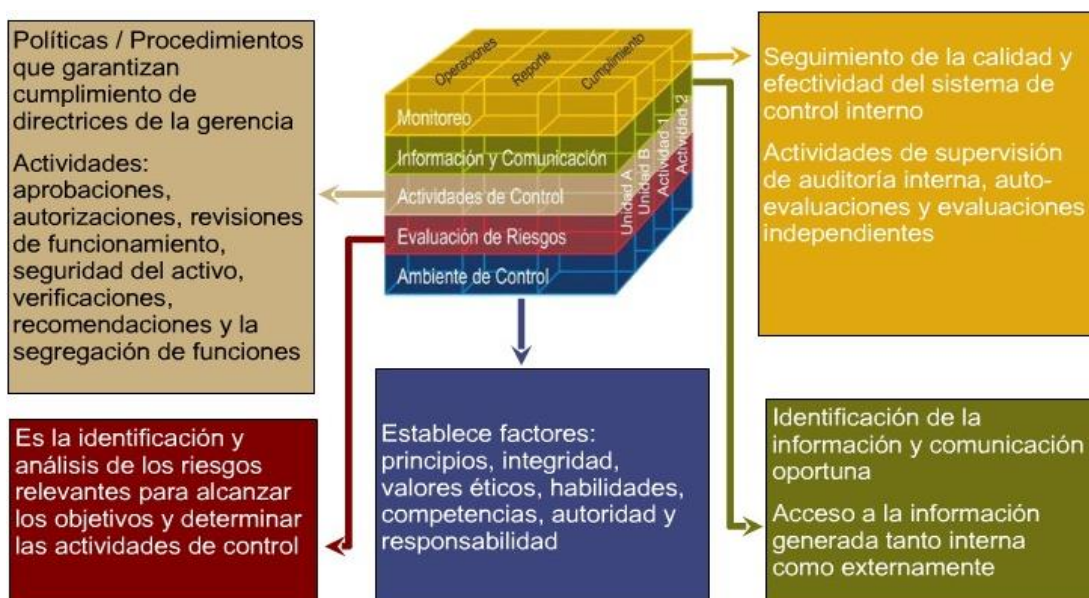 Políticas / Procedimientos
que garantizan
cumplimiento de
directrices de la gerencia
Actividades:
aprobaciones,
autorizaciones, revisiones
de funcionamiento,
seguridad del activo,
verificaciones,
recomendaciones y la
segregación de funciones
Operaciones
Reporte
Cumplimiento
Monitoreo
Información y Comunicación
Actividades de Control
Evaluación de Riesgos
Ambiente de Control
Unidad A
Unidad B
Actividad 1
Actividad 2
Seguimiento de la calidad y
efectividad del sistema de
control interno
Actividades de supervisión
de auditoría interna, auto-
evaluaciones y evaluaciones
independientes
Es la identificación y
análisis de los riesgos
relevantes para alcanzar
los objetivos y determinar
las actividades de control
Establece factores:
principios, integridad,
valores éticos, habilidades,
competencias, autoridad y
responsabilidad
Identificación de la
información y comunicación
oportuna
Acceso a la información
generada tanto interna
como externamente